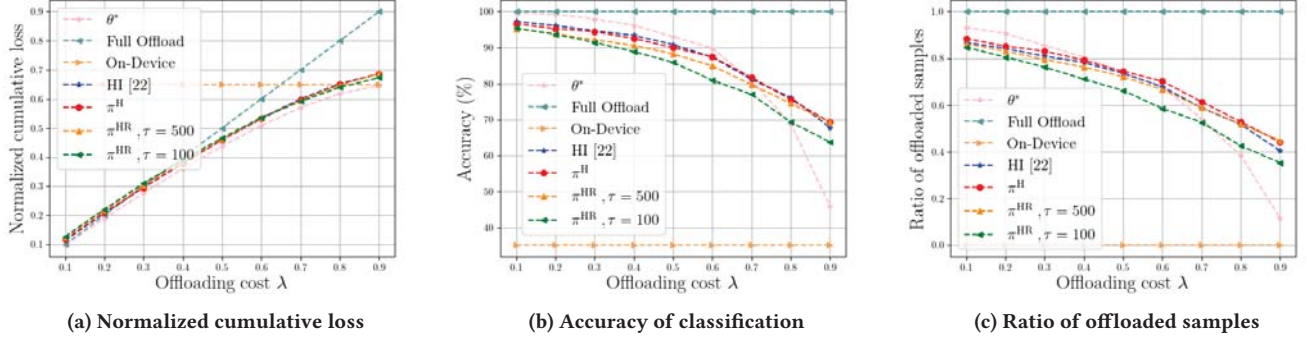 Normalized cumulative loss
0.9
0.8
0.7
0.6
0.5
0.4
0.3
0.2
0.1
θ*
Full Offload
On-Device
HI [22]
π^H
π^HR , τ = 500
π^HR , τ = 100
0.1 0.2 0.3 0.4 0.5 0.6 0.7 0.8 0.9
Offloading cost λ
(a) Normalized cumulative loss
Accuracy (%)
100
90
80
70
60
50
40
θ*
Full Offload
On-Device
HI [22]
π^H
π^HR , τ = 500
π^HR , τ = 100
0.1 0.2 0.3 0.4 0.5 0.6 0.7 0.8 0.9
Offloading cost λ
(b) Accuracy of classification
Ratio of offloaded samples
1.0
0.8
0.6
0.4
0.2
0.0
θ*
Full Offload
On-Device
HI [22]
π^H
π^HR , τ = 500
π^HR , τ = 100
0.1 0.2 0.3 0.4 0.5 0.6 0.7 0.8 0.9
Offloading cost λ
(c) Ratio of offloaded samples